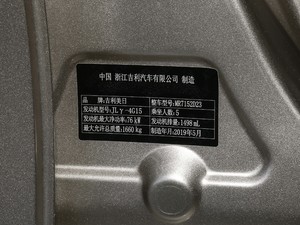 中国 浙江吉利汽车有限公司 制造
品牌:吉利美日 整车型号:MR7152D23
发动机型号:JLγ-4G15 乘坐人数:5
发动机最大净功率:76 kW 发动机排量:1498 mL
最大允许总质量:1660 kg 制造年月:2019年5月